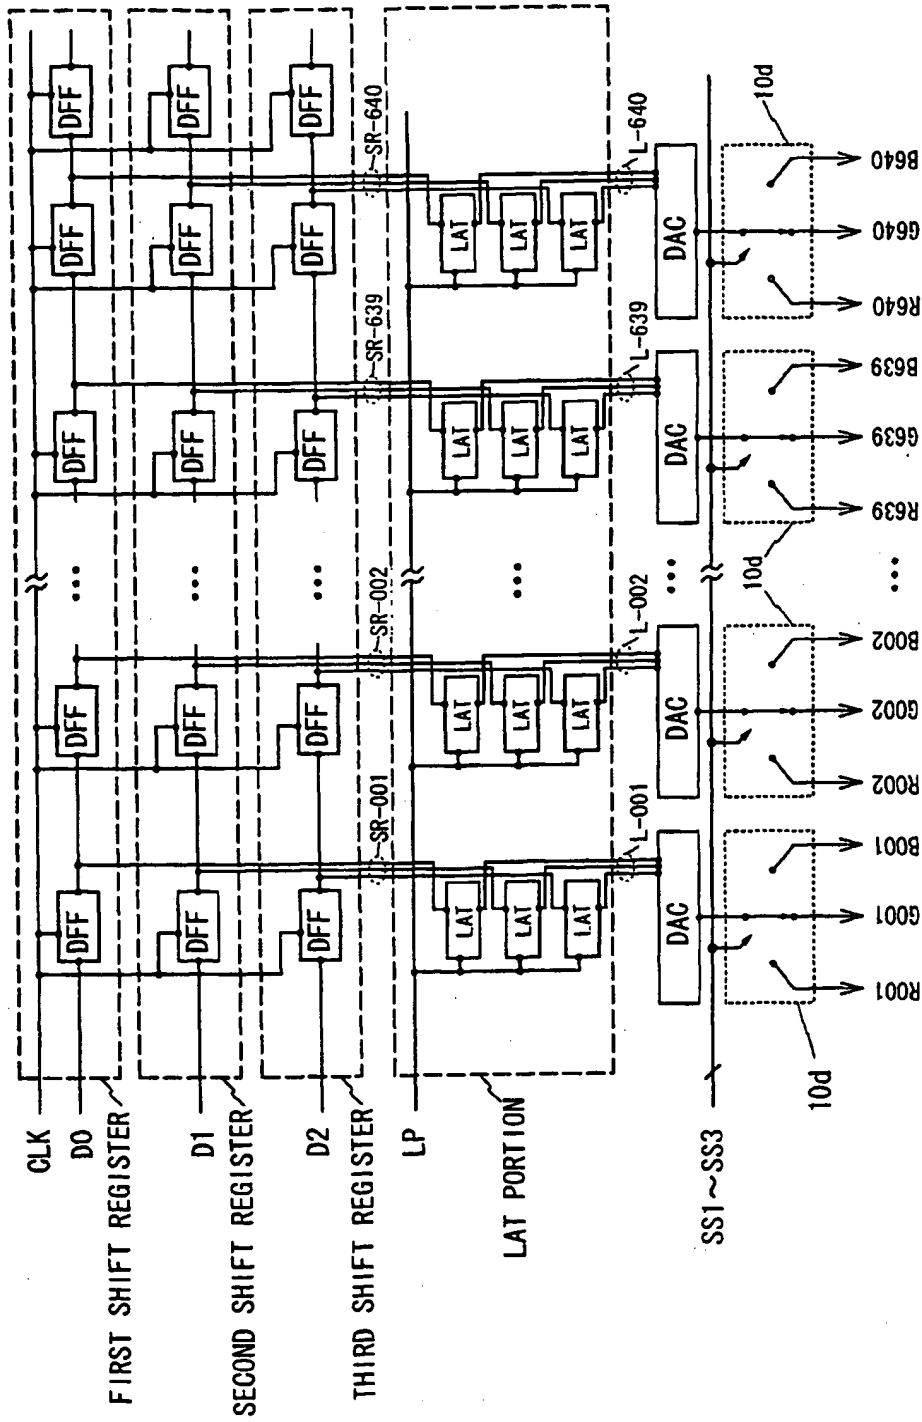 CLK
D0
FIRST SHIFT REGISTER
DFF DFF ... DFF DFF DFF
D1
SECOND SHIFT REGISTER
DFF DFF ... DFF DFF DFF
D2
THIRD SHIFT REGISTER
DFF DFF ... DFF DFF DFF
SR-001 SR-002 SR-639 SR-640
LP
LAT PORTION
LAT LAT LAT LAT
LAT LAT ... LAT LAT
LAT LAT LAT LAT
L-001 L-002 L-639 L-640
DAC DAC ... DAC DAC
SS1~SS3
10d 10d 10d 10d
R001 G001 B001 R002 G002 B002 ... R639 G639 B639 R640 G640 B640